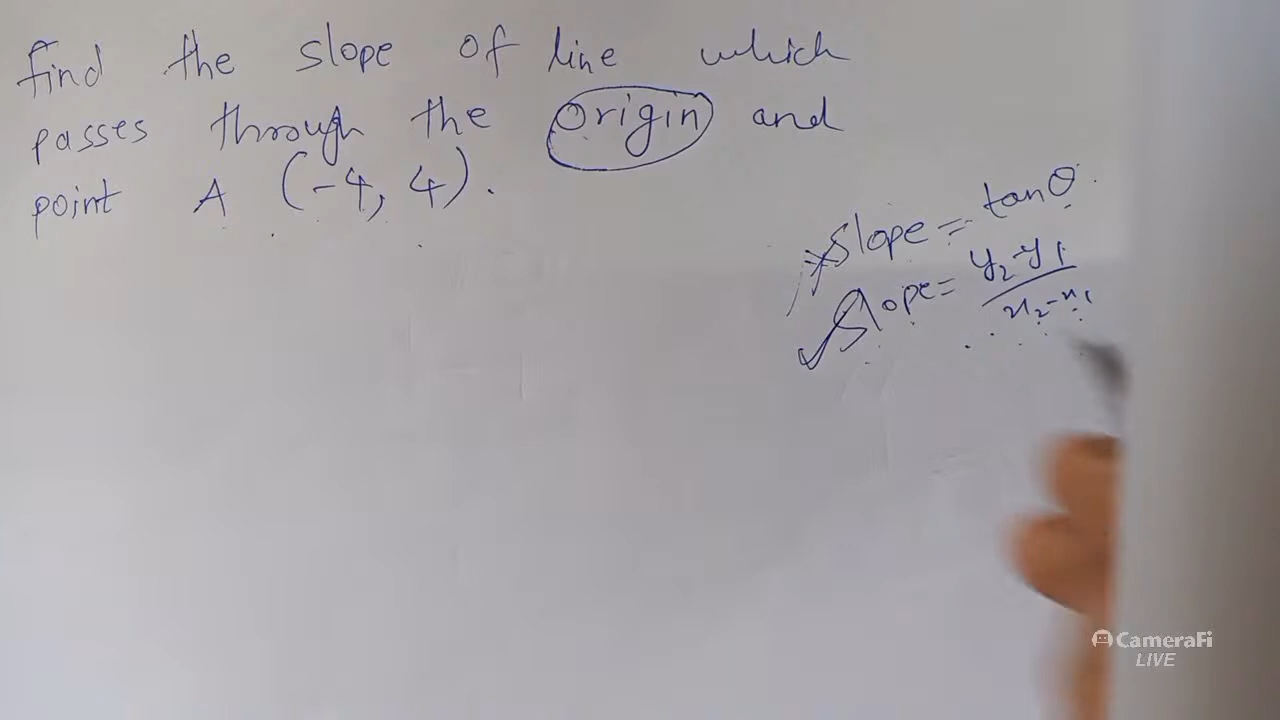 find the slope of line which
passes through the origin and
point A (-4, 4).
slope = tanθ
Slope = y₂-y₁/x₂-x₁
CameraFi
LIVE